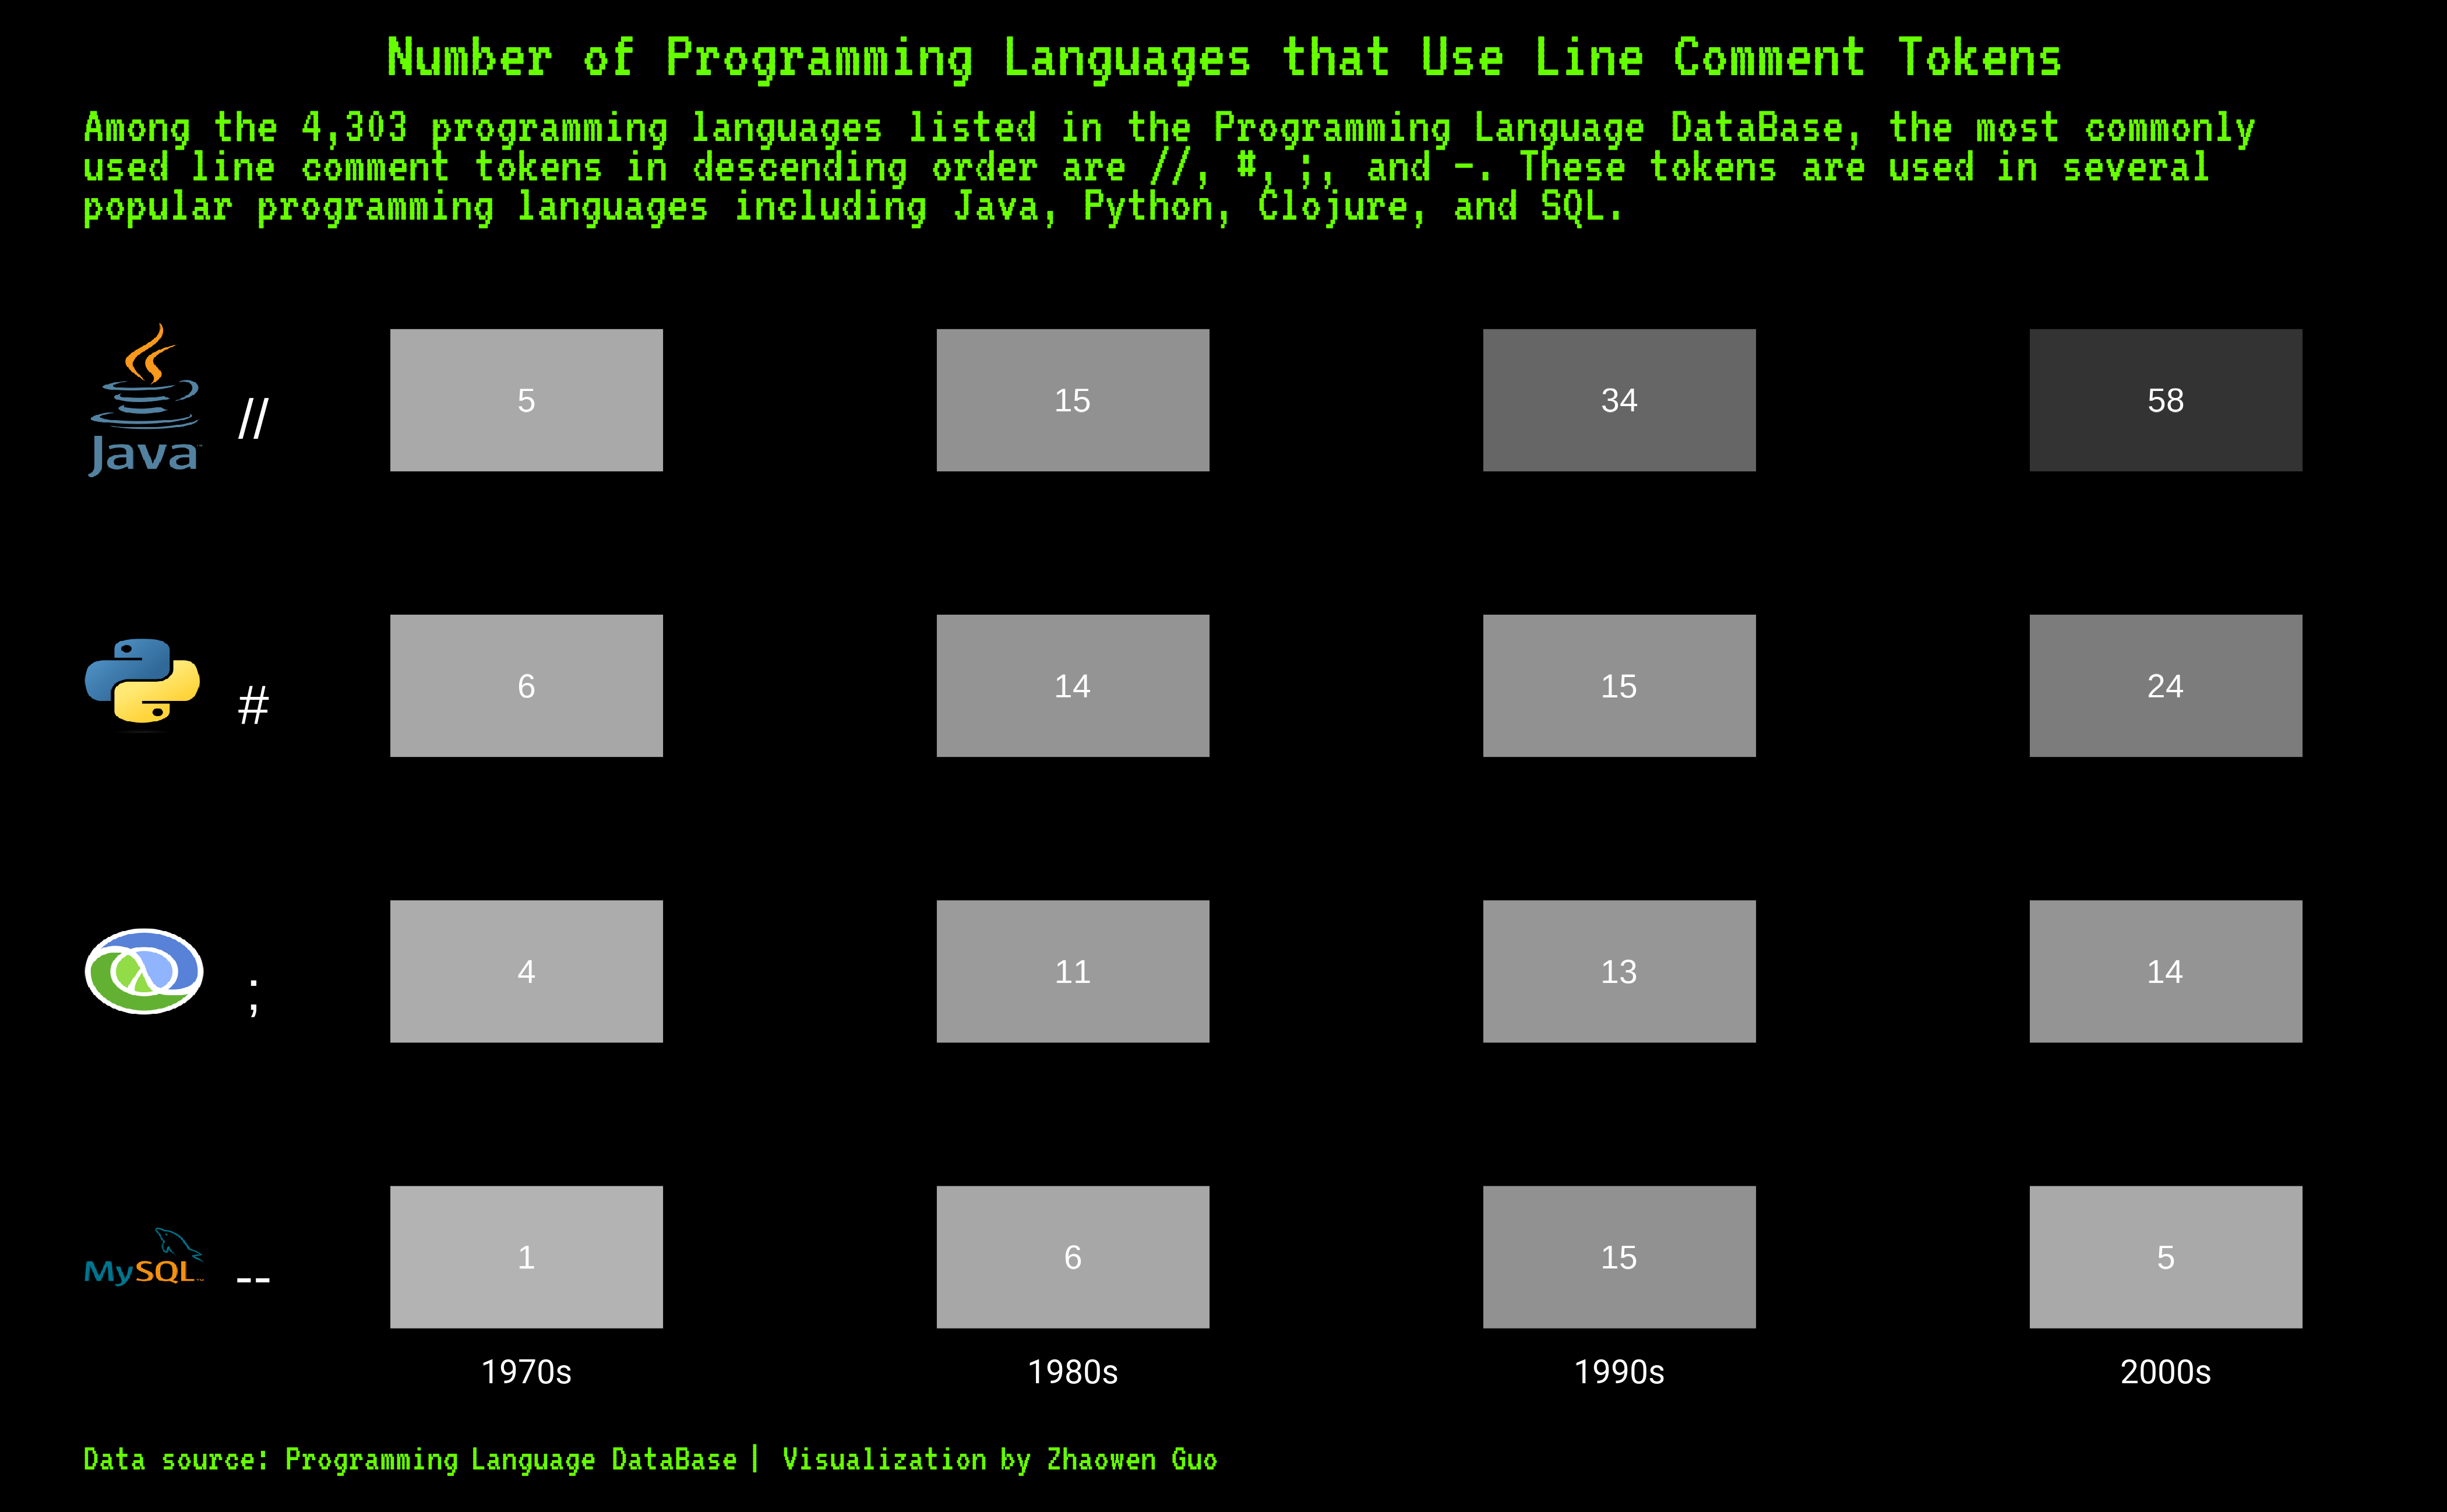 Number of Programming Languages that Use Line Comment Tokens
Among the 4,303 programming languages listed in the Programming Language DataBase, the most commonly
used line comment tokens in descending order are //, #, ;, and -. These tokens are used in several
popular programming languages including Java, Python, Clojure, and SQL.
Java™ // 5 15 34 58
# 6 14 15 24
; 4 11 13 14
MySQL™ -- 1 6 15 5
1970s 1980s 1990s 2000s
Data source: Programming Language DataBase | Visualization by Zhaowen Guo